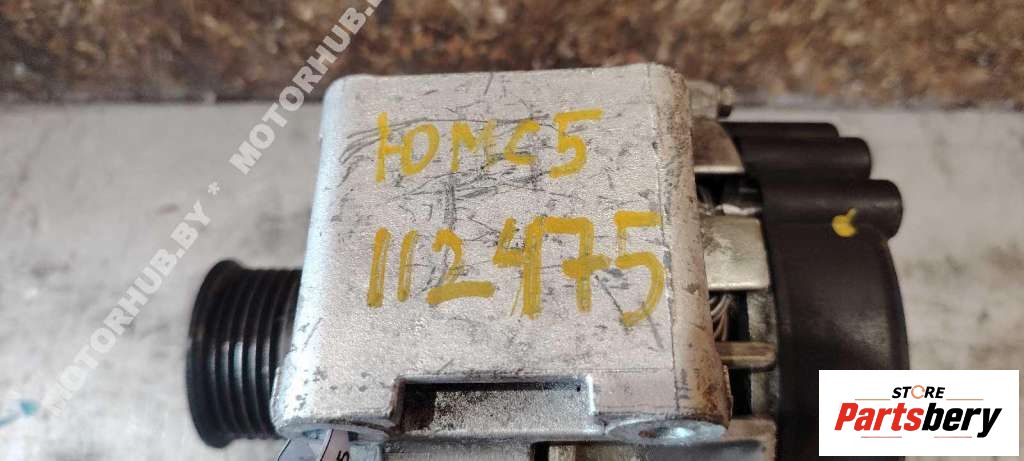 MOTORHUB.BY * MOTORHUB.BY
ЮМС5
112475
STORE
Partsbery